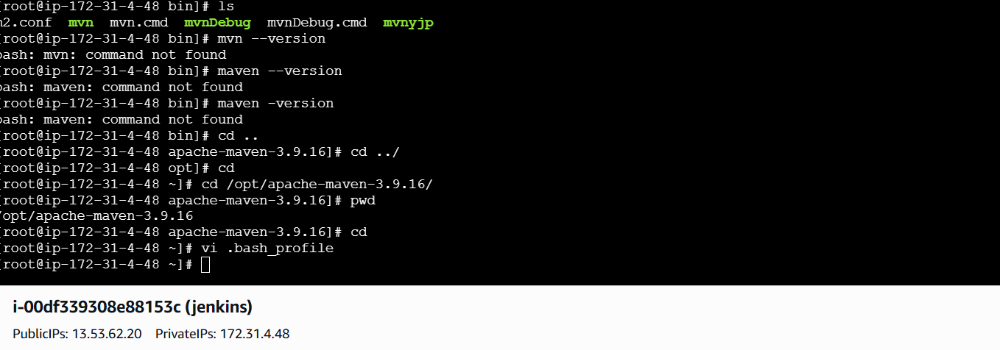 [root@ip-172-31-4-48 bin]# ls
m2.conf  mvn  mvn.cmd  mvnDebug  mvnDebug.cmd  mvnyjp
[root@ip-172-31-4-48 bin]# mvn --version
bash: mvn: command not found
[root@ip-172-31-4-48 bin]# maven --version
bash: maven: command not found
[root@ip-172-31-4-48 bin]# maven -version
bash: maven: command not found
[root@ip-172-31-4-48 bin]# cd ..
[root@ip-172-31-4-48 apache-maven-3.9.16]# cd ../
[root@ip-172-31-4-48 opt]# cd
[root@ip-172-31-4-48 ~]# cd /opt/apache-maven-3.9.16/
[root@ip-172-31-4-48 apache-maven-3.9.16]# pwd
/opt/apache-maven-3.9.16
[root@ip-172-31-4-48 apache-maven-3.9.16]# cd
[root@ip-172-31-4-48 ~]# vi .bash_profile
[root@ip-172-31-4-48 ~]#
i-00df339308e88153c (jenkins)
PublicIPs: 13.53.62.20    PrivateIPs: 172.31.4.48